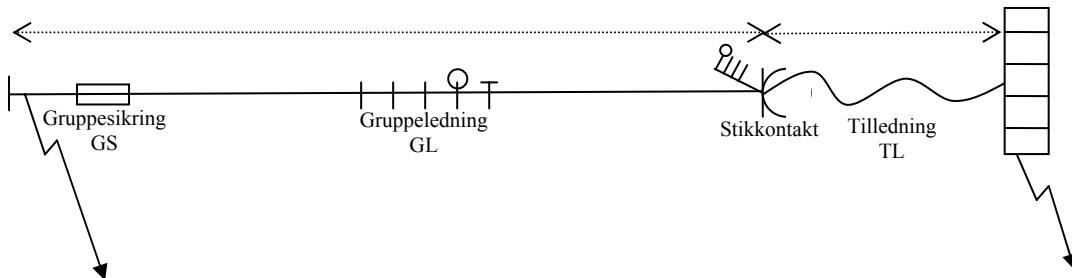 Gruppesikring
GS
Gruppeledning
GL
Stikkontakt
Tilledning
TL